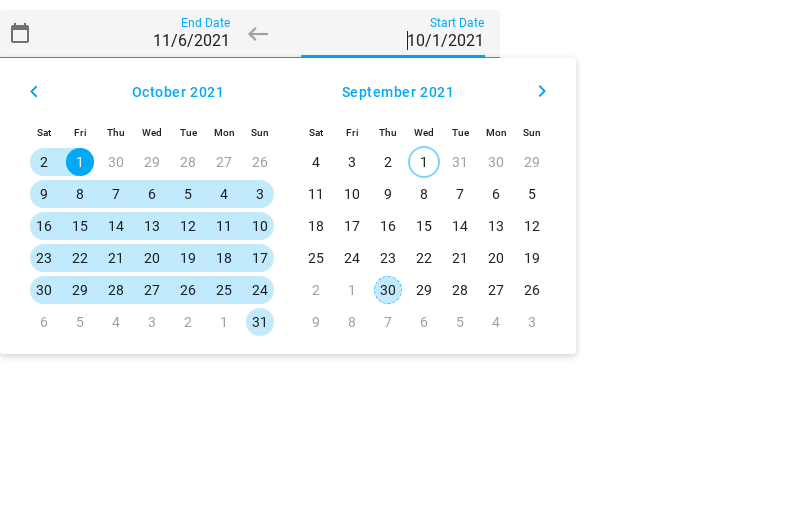 End Date Start Date
11/6/2021 10/1/2021
October 2021 September 2021
Sat Fri Thu Wed Tue Mon Sun Sat Fri Thu Wed Tue Mon Sun
2 1 30 29 28 27 26 4 3 2 1 31 30 29
9 8 7 6 5 4 3 11 10 9 8 7 6 5
16 15 14 13 12 11 10 18 17 16 15 14 13 12
23 22 21 20 19 18 17 25 24 23 22 21 20 19
30 29 28 27 26 25 24 2 1 30 29 28 27 26
6 5 4 3 2 1 31 9 8 7 6 5 4 3